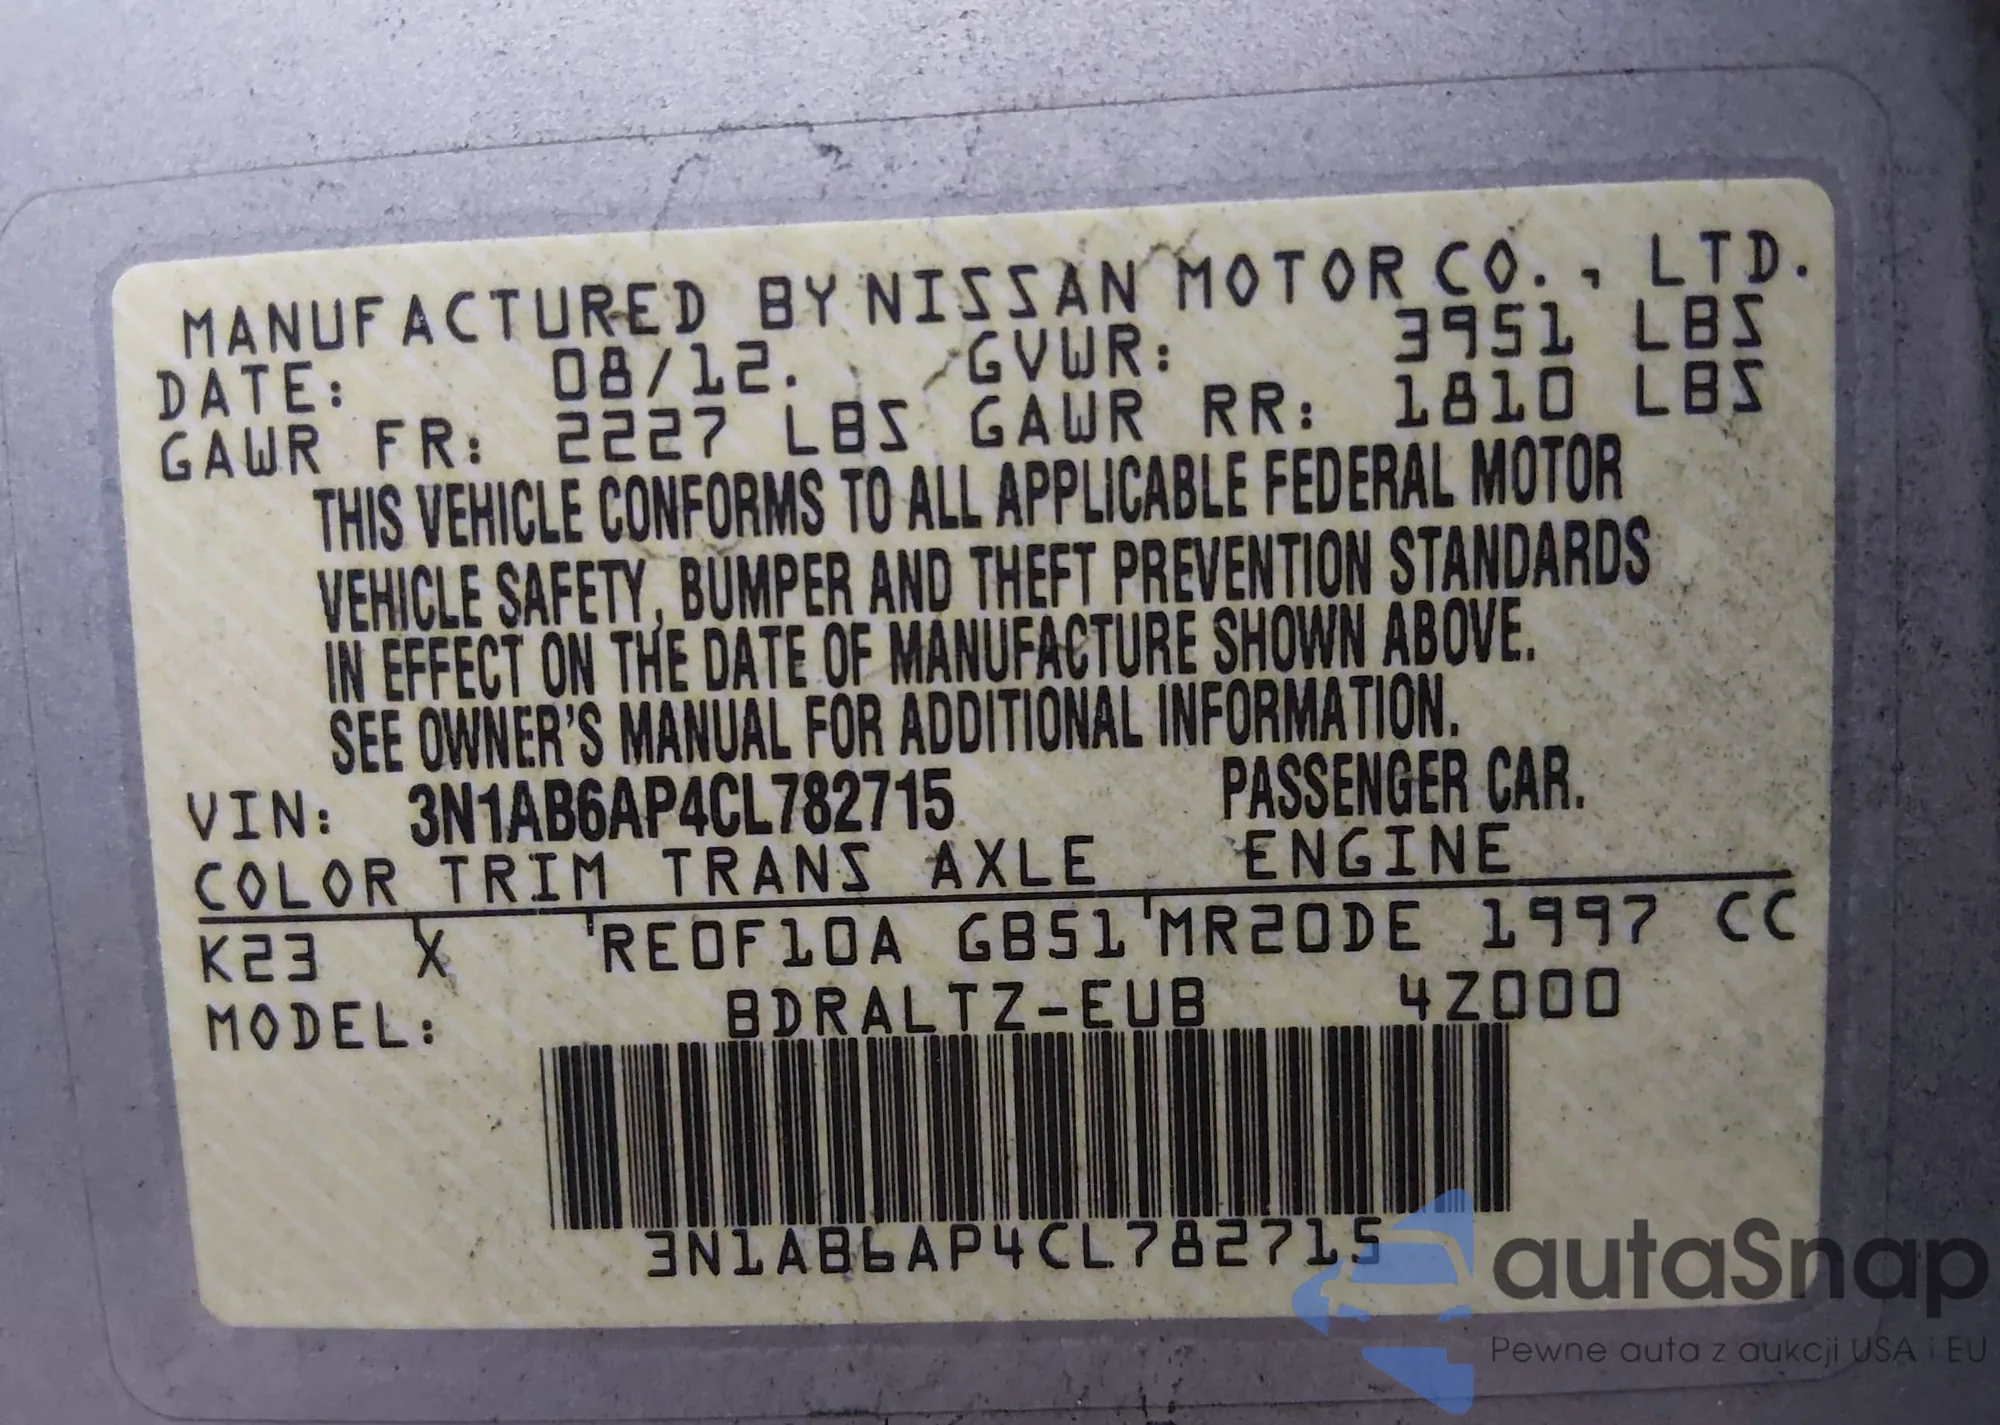 MANUFACTURED BY NISSAN MOTOR CO., LTD.
DATE: 08/12. GVWR: 3951 LBS
GAWR FR: 2227 LBS GAWR RR: 1810 LBS
THIS VEHICLE CONFORMS TO ALL APPLICABLE FEDERAL MOTOR
VEHICLE SAFETY, BUMPER AND THEFT PREVENTION STANDARDS
IN EFFECT ON THE DATE OF MANUFACTURE SHOWN ABOVE.
SEE OWNER'S MANUAL FOR ADDITIONAL INFORMATION.
VIN: 3N1AB6AP4CL782715 PASSENGER CAR.
COLOR TRIM TRANS AXLE ENGINE
K23 X RE0F10A GB51 MR20DE 1997 CC
MODEL: BDRALTZ-EUB 4Z000
3N1AB6AP4CL782715
autaSnap
Pewne auta z aukcji USA i EU